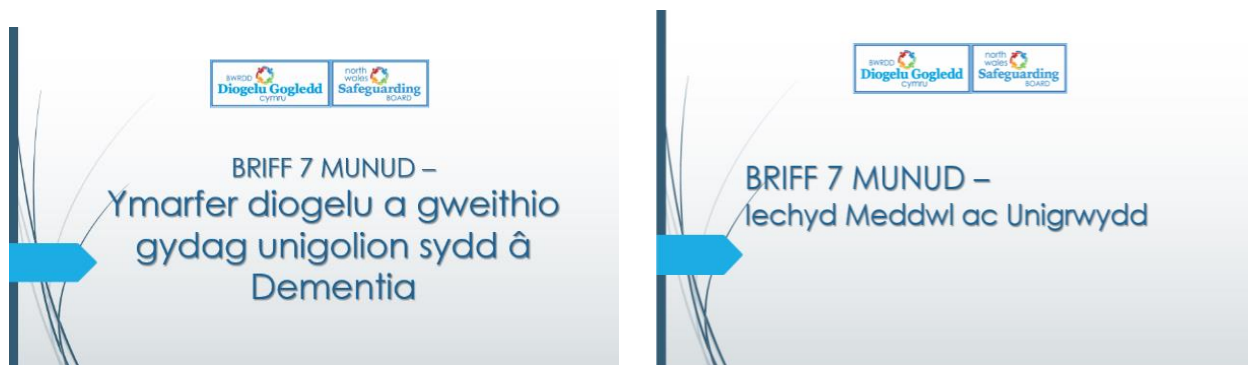 BWRDD
Diogelu Gogledd
cymru
north
wales
Safeguarding
BOARD
BRIFF 7 MUNUD –
Ymarfer diogelu a gweithio
gydag unigolion sydd â
Dementia
BWRDD
Diogelu Gogledd
cymru
north
wales
Safeguarding
BOARD
BRIFF 7 MUNUD –
Iechyd Meddwl ac Unigrwydd